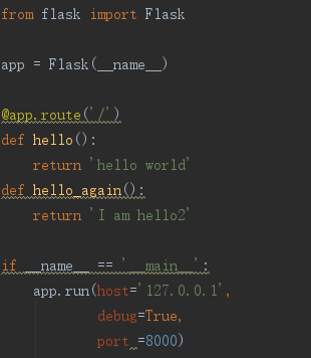 from flask import Flask
app = Flask(__name__)
@app.route('/')
def hello():
    return 'hello world'
def hello_again():
    return 'I am hello2'
if __name__ == '__main__':
    app.run(host='127.0.0.1',
            debug=True,
            port =8000)